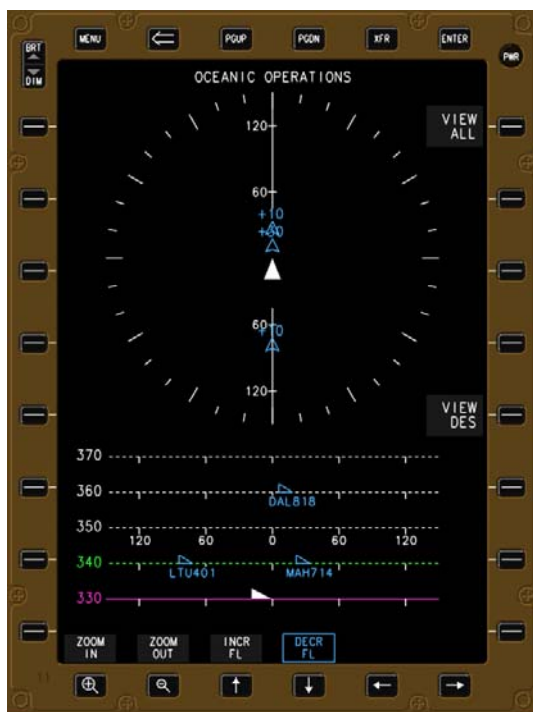 MENU PGUP PGDN XFR ENTER
BRT
DIM
PWR
OCEANIC OPERATIONS
VIEW
ALL
120
60
+10
+30
60
+10
120
VIEW
DES
370
360
DAL818
350
120 60 0 60 120
340
LTU401 MAH714
330
ZOOM
IN
ZOOM
OUT
INCR
FL
DECR
FL